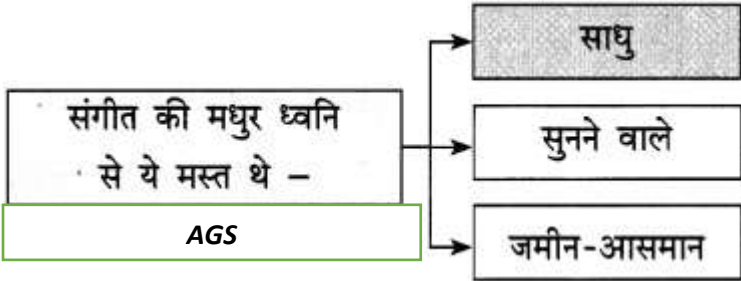 संगीत की मधुर ध्वनि
से ये मस्त थे –
AGS
साधु
सुनने वाले
जमीन-आसमान